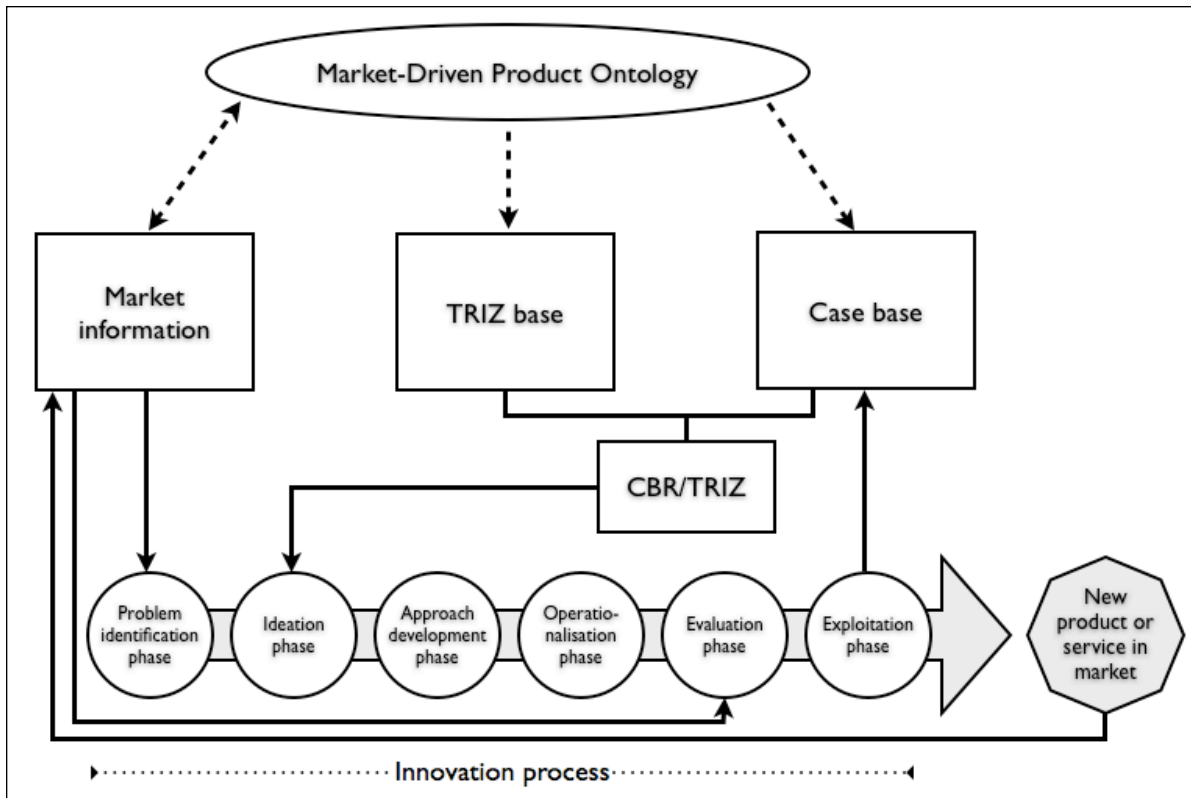 Market-Driven Product Ontology
Market
information
TRIZ base
Case base
CBR/TRIZ
Problem
identification
phase
Ideation
phase
Approach
development
phase
Operatio-
nalisation
phase
Evaluation
phase
Exploitation
phase
New
product or
service in
market
Innovation process